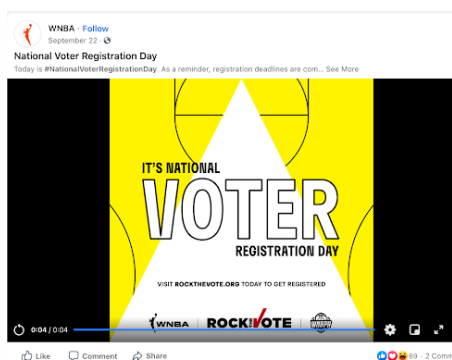 WNBA · Follow
September 22 ·
National Voter Registration Day
Today is #NationalVoterRegistrationDay. As a reminder, registration deadlines are com... See More
IT'S NATIONAL
VOTER
REGISTRATION DAY
VISIT ROCKTHEVOTE.ORG TODAY TO GET REGISTERED
WNBA ROCK THE VOTE
0:04 / 0:04
Like Comment Share 69 · 2 Comm